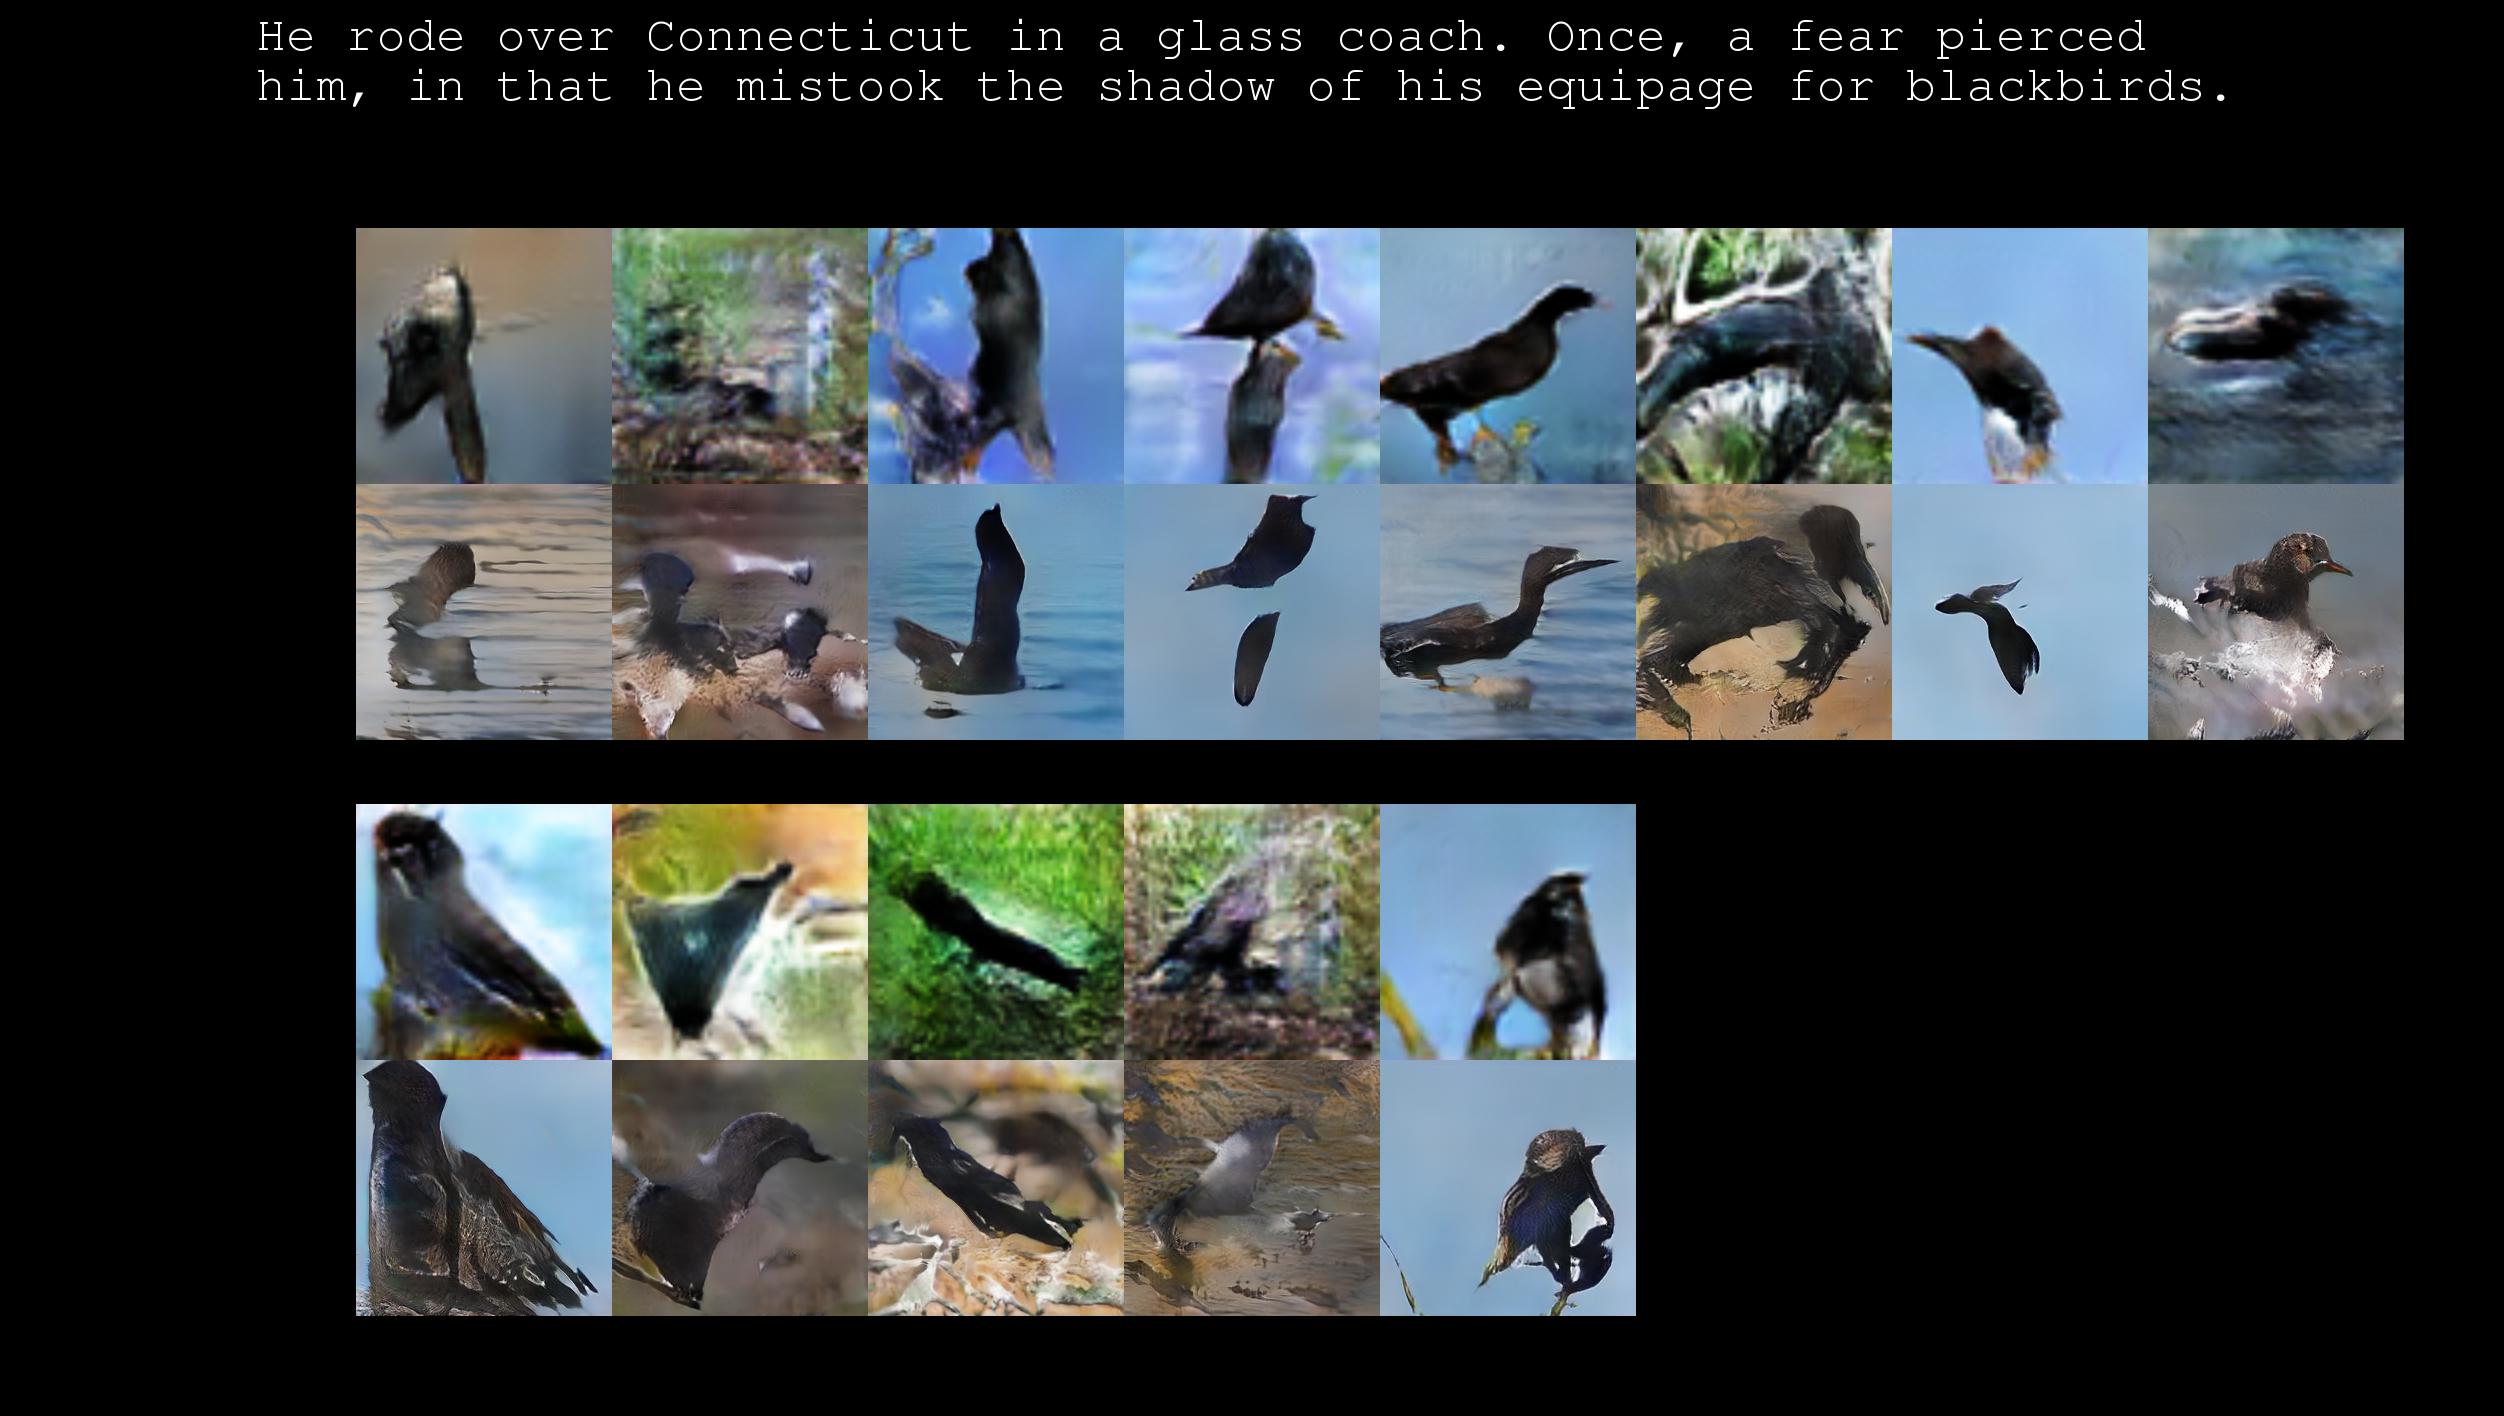 He rode over Connecticut in a glass coach. Once, a fear pierced
him, in that he mistook the shadow of his equipage for blackbirds.